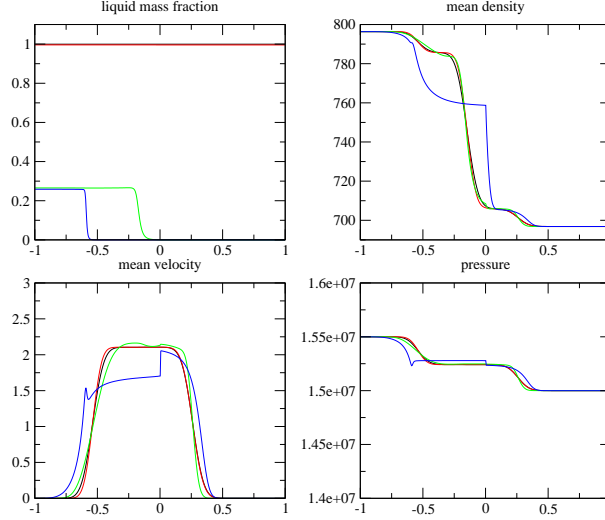 liquid mass fraction
1
0.8
0.6
0.4
0.2
0
-1 -0.5 0 0.5 1
mean density
800
780
760
740
720
700
-1 -0.5 0 0.5
mean velocity
3
2.5
2
1.5
1
0.5
0
-1 -0.5 0 0.5 1
pressure
1.6e+07
1.55e+07
1.5e+07
1.45e+07
1.4e+07
-1 -0.5 0 0.5